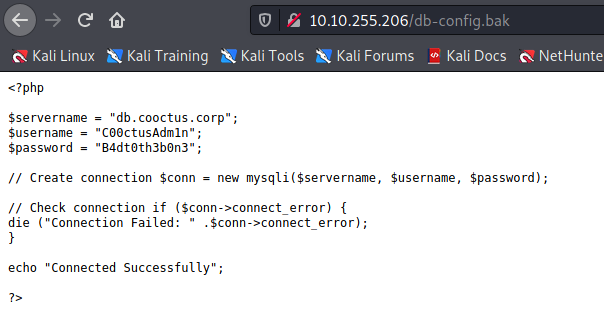 10.10.255.206/db-config.bak
Kali Linux Kali Training Kali Tools Kali Forums Kali Docs NetHunte
<?php
$servername = "db.cooctus.corp";
$username = "C00ctusAdm1n";
$password = "B4dt0th3b0n3";
// Create connection $conn = new mysqli($servername, $username, $password);
// Check connection if ($conn->connect_error) {
die ("Connection Failed: " .$conn->connect_error);
}
echo "Connected Successfully";
?>